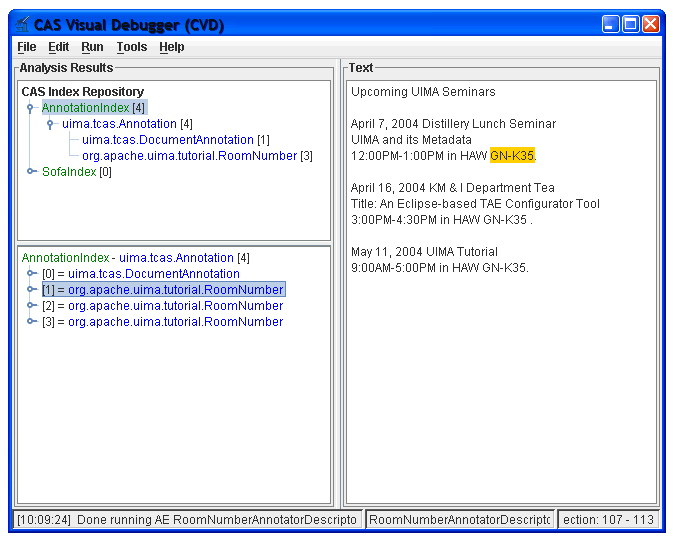 CAS Visual Debugger (CVD)
File Edit Run Tools Help
Analysis Results
CAS Index Repository
AnnotationIndex [4]
uima.tcas.Annotation [4]
uima.tcas.DocumentAnnotation [1]
org.apache.uima.tutorial.RoomNumber [3]
SofaIndex [0]
AnnotationIndex - uima.tcas.Annotation [4]
[0] = uima.tcas.DocumentAnnotation
[1] = org.apache.uima.tutorial.RoomNumber
[2] = org.apache.uima.tutorial.RoomNumber
[3] = org.apache.uima.tutorial.RoomNumber
Text
Upcoming UIMA Seminars
April 7, 2004 Distillery Lunch Seminar
UIMA and its Metadata
12:00PM-1:00PM in HAW GN-K35.
April 16, 2004 KM & I Department Tea
Title: An Eclipse-based TAE Configurator Tool
3:00PM-4:30PM in HAW GN-K35 .
May 11, 2004 UIMA Tutorial
9:00AM-5:00PM in HAW GN-K35.
[10:09:24] Done running AE RoomNumberAnnotatorDescripto
RoomNumberAnnotatorDescripto
ection: 107 - 113